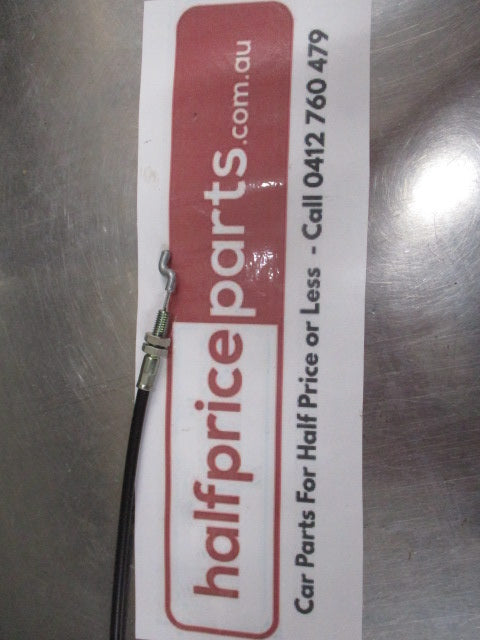 halfpriceparts.com.au
Car Parts For Half Price or Less - Call 0412 760 479